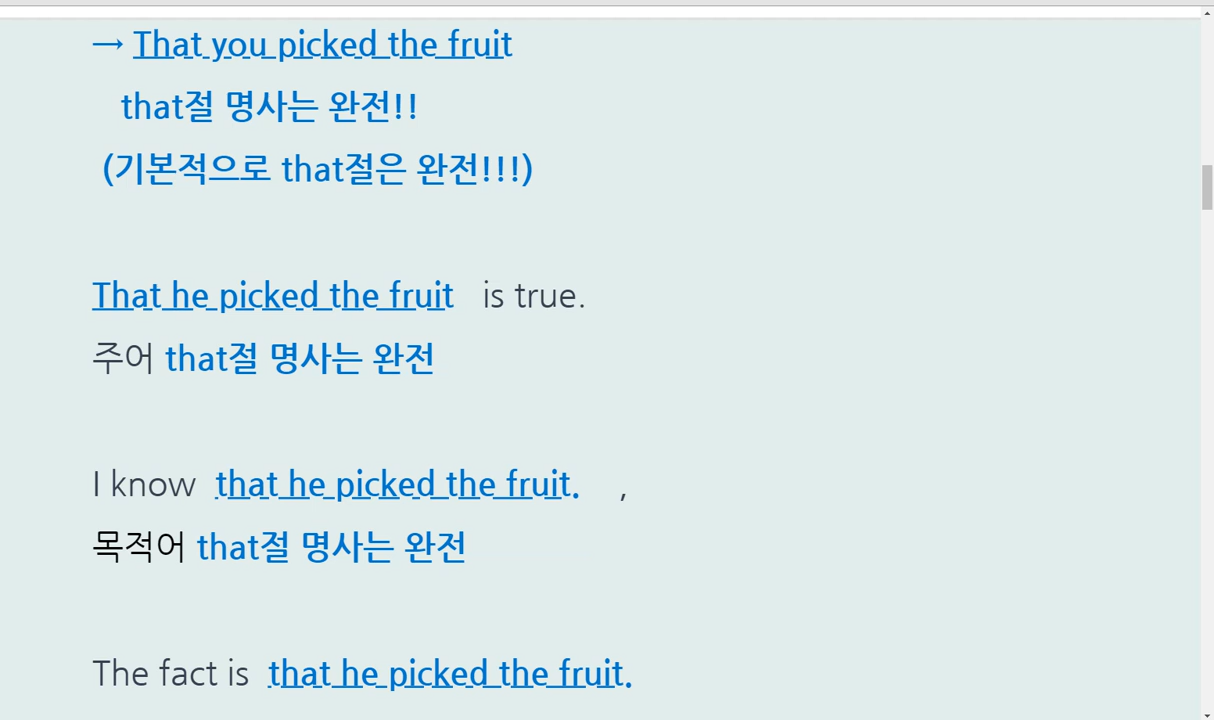 → That you picked the fruit
that절 명사는 완전!!
(기본적으로 that절은 완전!!!)
That he picked the fruit is true.
주어 that절 명사는 완전
I know that he picked the fruit. ,
목적어 that절 명사는 완전
The fact is that he picked the fruit.